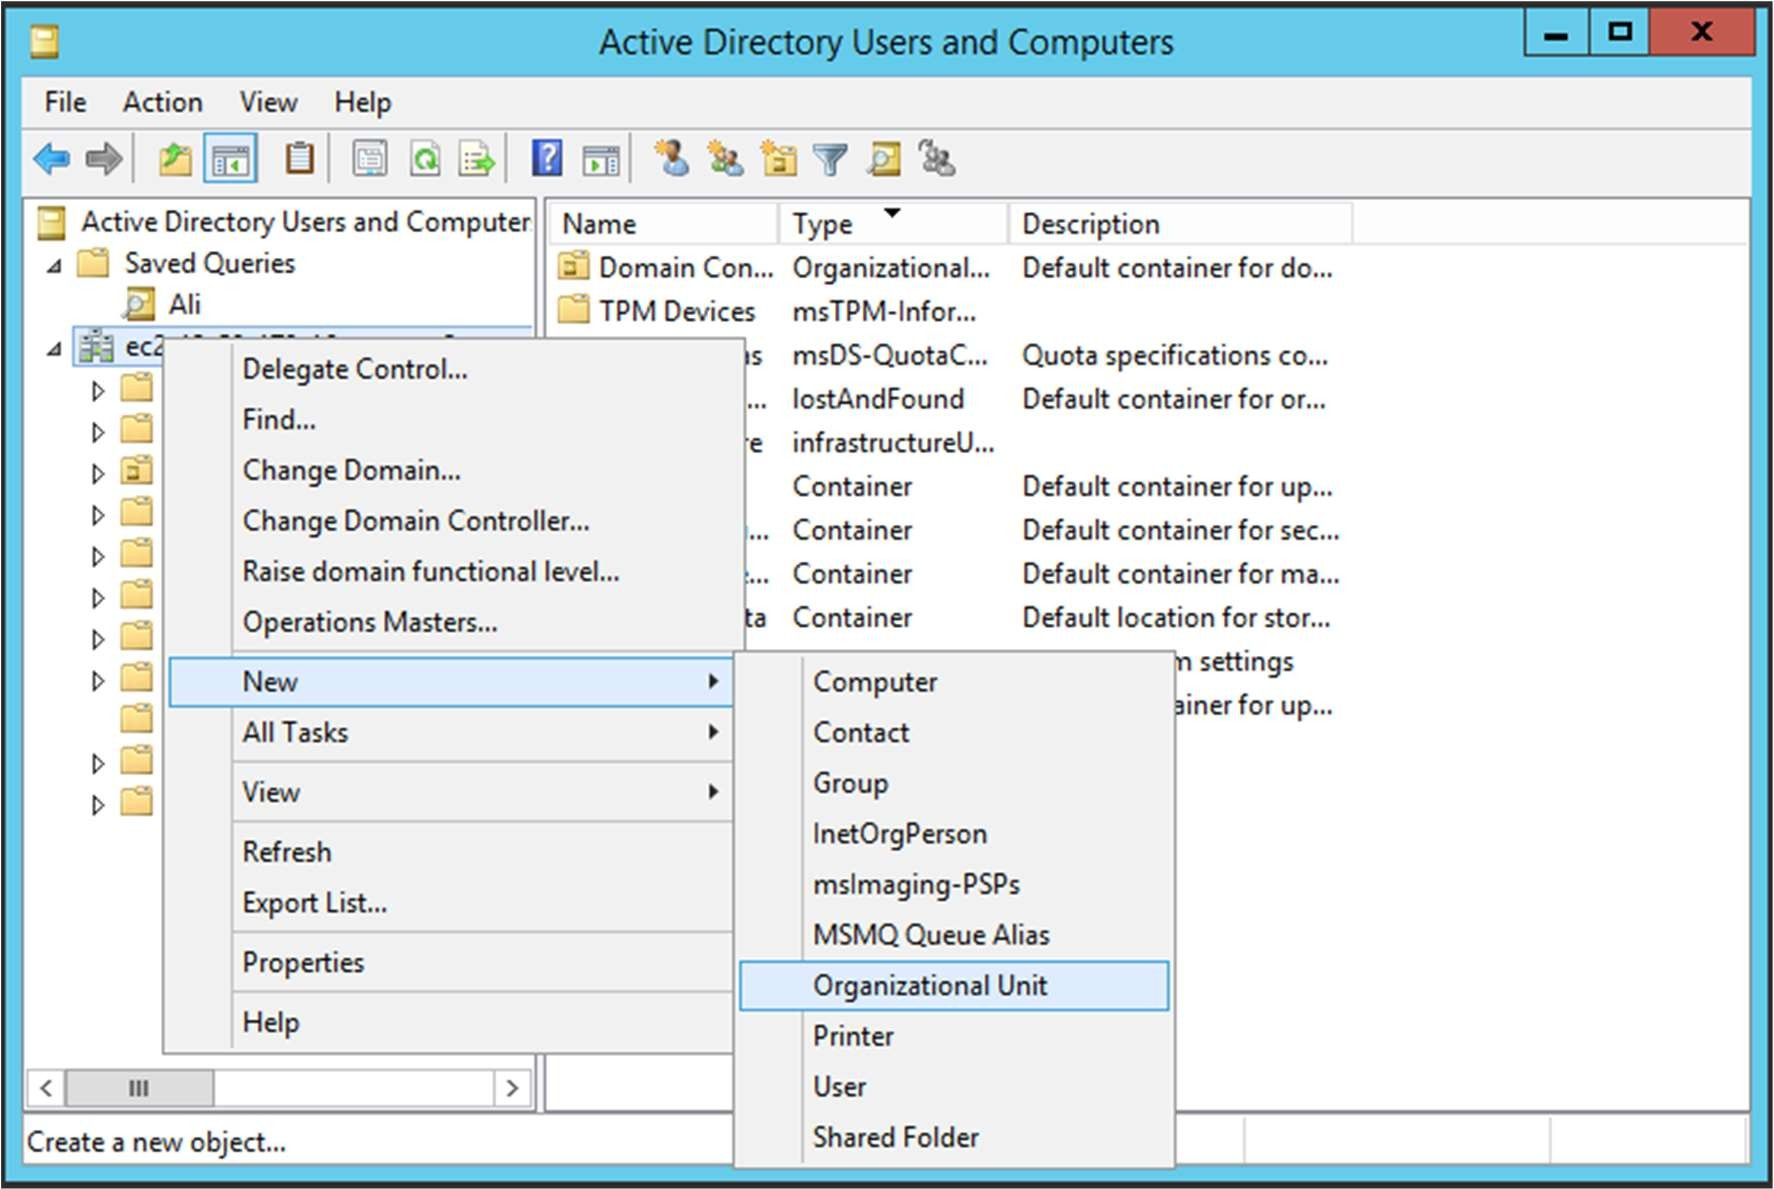 Active Directory Users and Computers
File Action View Help
Active Directory Users and Computer
Saved Queries
Ali
ec2
Name Type Description
Domain Con... Organizational... Default container for do...
TPM Devices msTPM-Infor...
msDS-QuotaC... Quota specifications co...
lostAndFound Default container for or...
infrastructureU...
Container Default container for up...
Container Default container for sec...
Container Default container for ma...
ta Container Default location for stor...
settings
ainer for up...
Delegate Control...
Find...
Change Domain...
Change Domain Controller...
Raise domain functional level...
Operations Masters...
New
All Tasks
View
Refresh
Export List...
Properties
Help
Computer
Contact
Group
InetOrgPerson
msImaging-PSPs
MSMQ Queue Alias
Organizational Unit
Printer
User
Shared Folder
Create a new object...